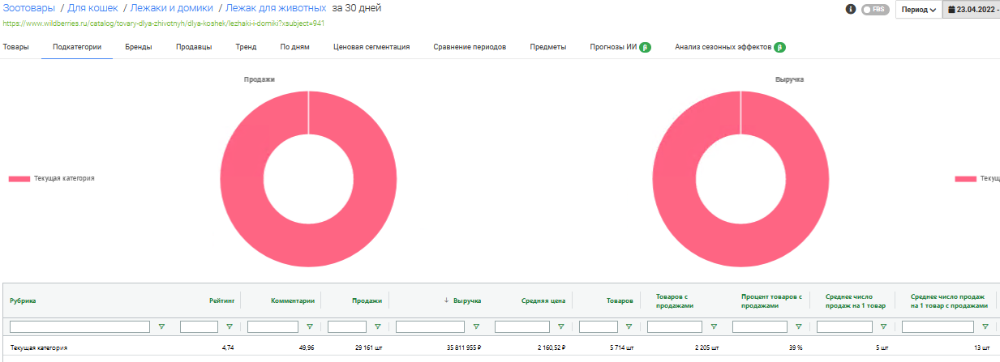 Зоотовары / Для кошек / Лежаки и домики / Лежак для животных за 30 дней
FBS
Период
23.04.2022 -
https://www.wildberries.ru/catalog/tovary-dlya-zhivotnyh/dlya-koshek/lezhaki-i-domiki?xsubject=941
Товары Подкатегории Бренды Продавцы Тренд По дням Ценовая сегментация Сравнение периодов Предметы Прогнозы ИИ β Анализ сезонных эффектов β
Продажи Выручка
Текущая категория Текущ
Рубрика Рейтинг Комментарии Продажи ↓ Выручка Средняя цена Товаров Товаров с продажами Процент товаров с продажами Среднее число продаж на 1 товар Среднее число продаж на 1 товар с продажами
Текущая категория 4,74 49,96 29 161 шт 35 811 955 ₽ 2 160,52 ₽ 5 714 шт 2 205 шт 39 % 5 шт 13 шт